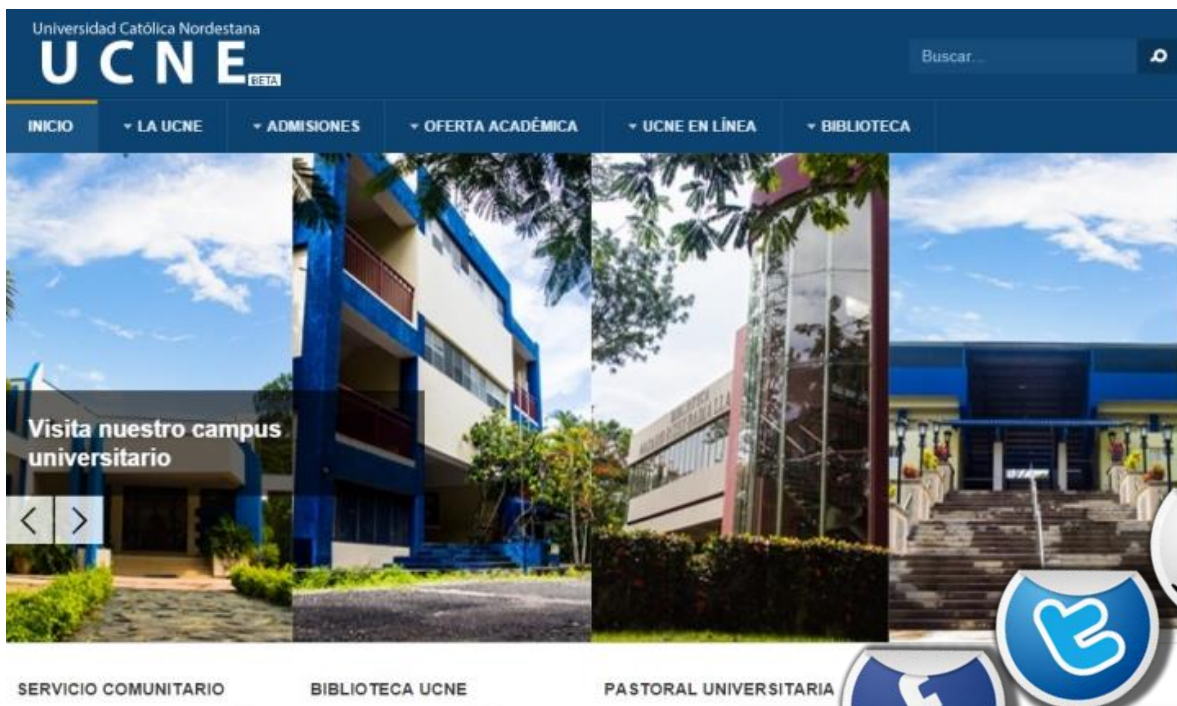 Universidad Católica Nordestana
UCNE
BETA
Buscar...
INICIO LA UCNE ADMISIONES OFERTA ACADÉMICA UCNE EN LÍNEA BIBLIOTECA
BIBLIOTECA
Visita nuestro campus
universitario
SERVICIO COMUNITARIO BIBLIOTECA UCNE PASTORAL UNIVERSITARIA